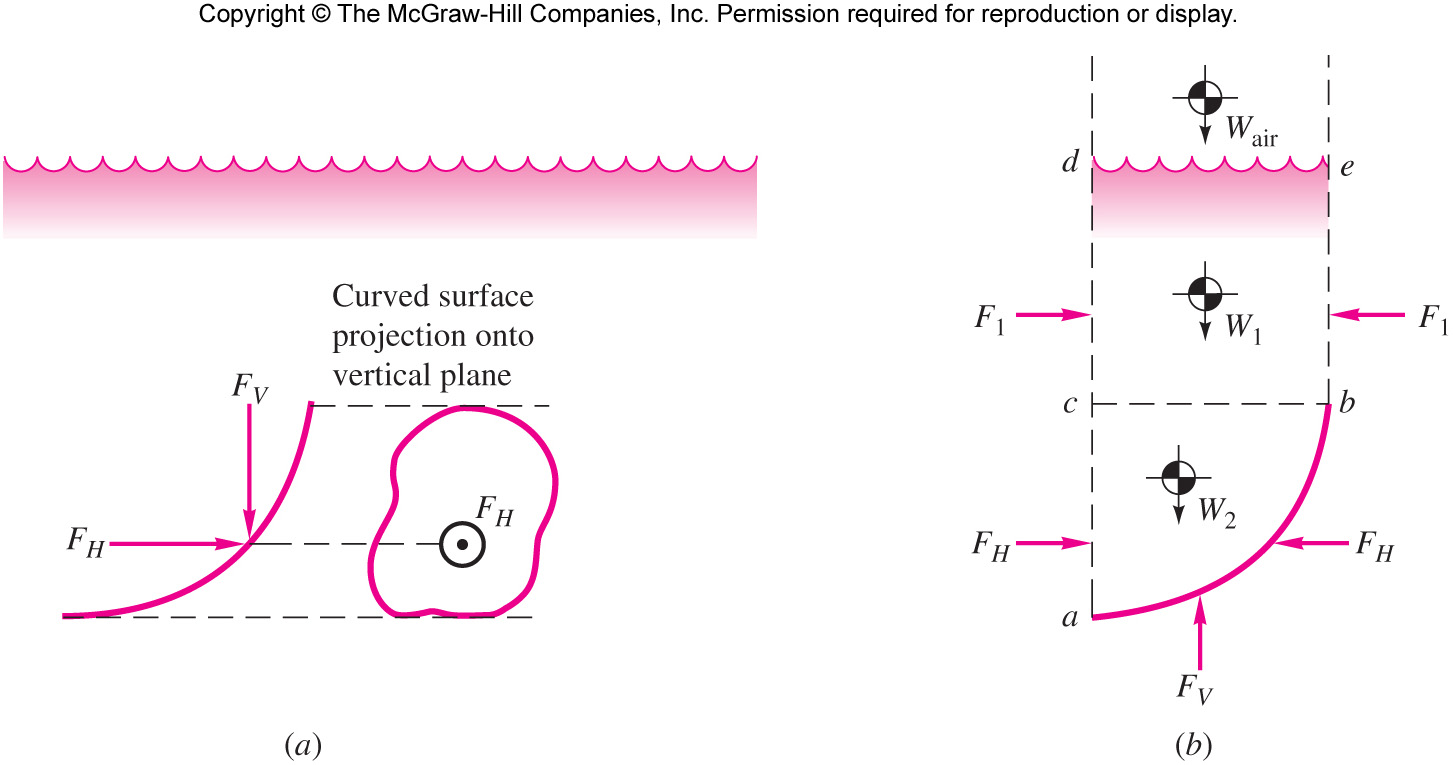 Copyright © The McGraw-Hill Companies, Inc. Permission required for reproduction or display.
Curved surface
projection onto
vertical plane
F_V
F_H
F_H
(a)
W_air
d
e
F_1
W_1
F_1
c
b
W_2
F_H
F_H
a
F_V
(b)